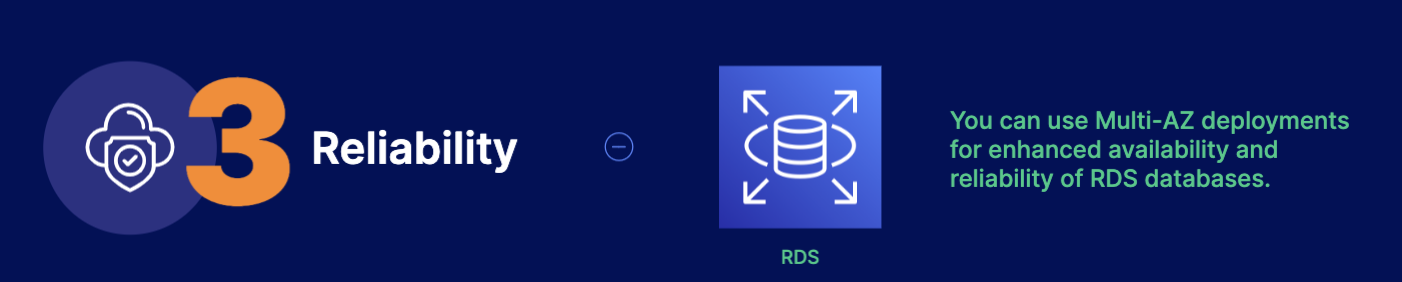 3 Reliability
RDS
You can use Multi-AZ deployments
for enhanced availability and
reliability of RDS databases.